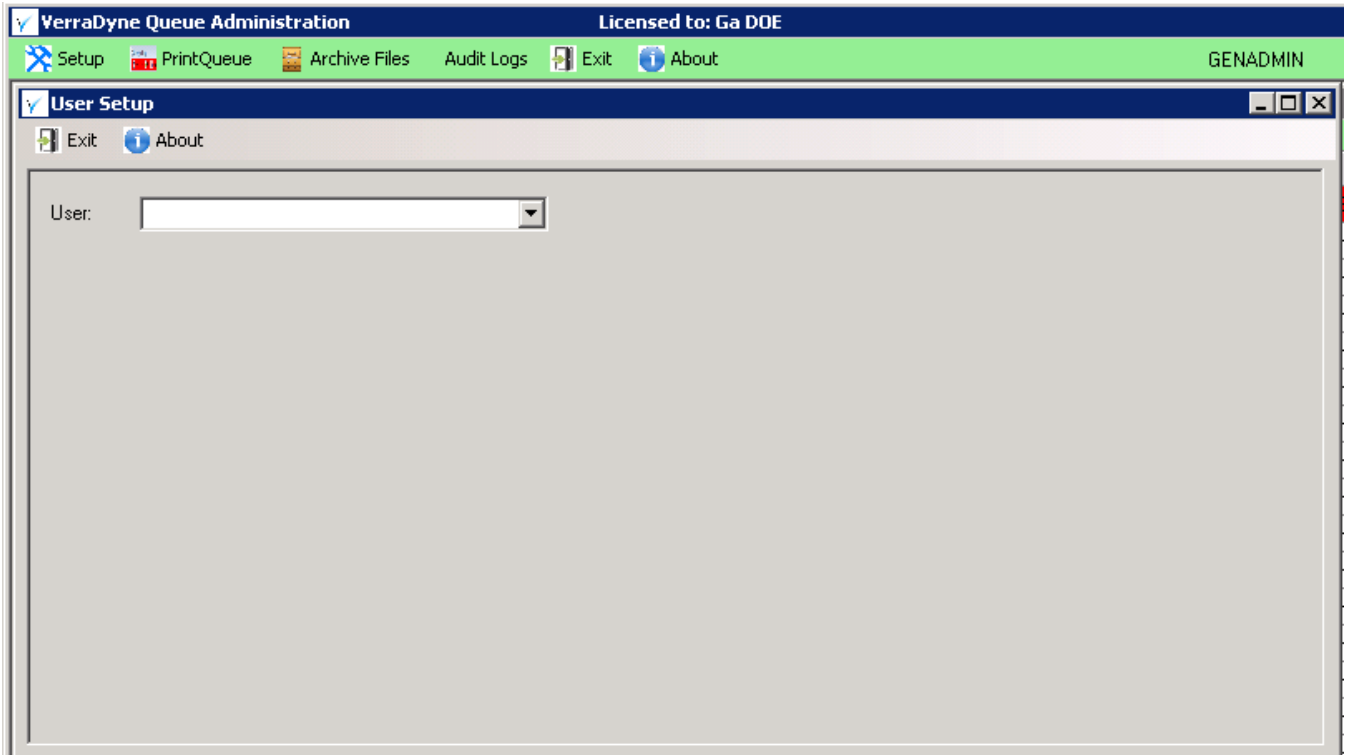 VerraDyne Queue Administration Licensed to: Ga DOE
Setup PrintQueue Archive Files Audit Logs Exit About GENADMIN
User Setup
Exit About
User: